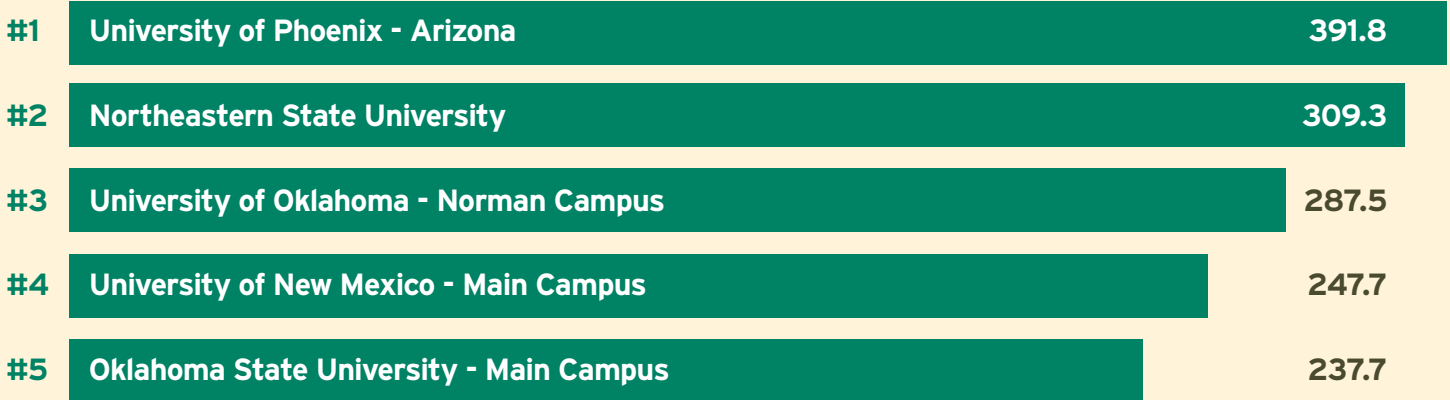 #1 University of Phoenix - Arizona 391.8
#2 Northeastern State University 309.3
#3 University of Oklahoma - Norman Campus 287.5
#4 University of New Mexico - Main Campus 247.7
#5 Oklahoma State University - Main Campus 237.7